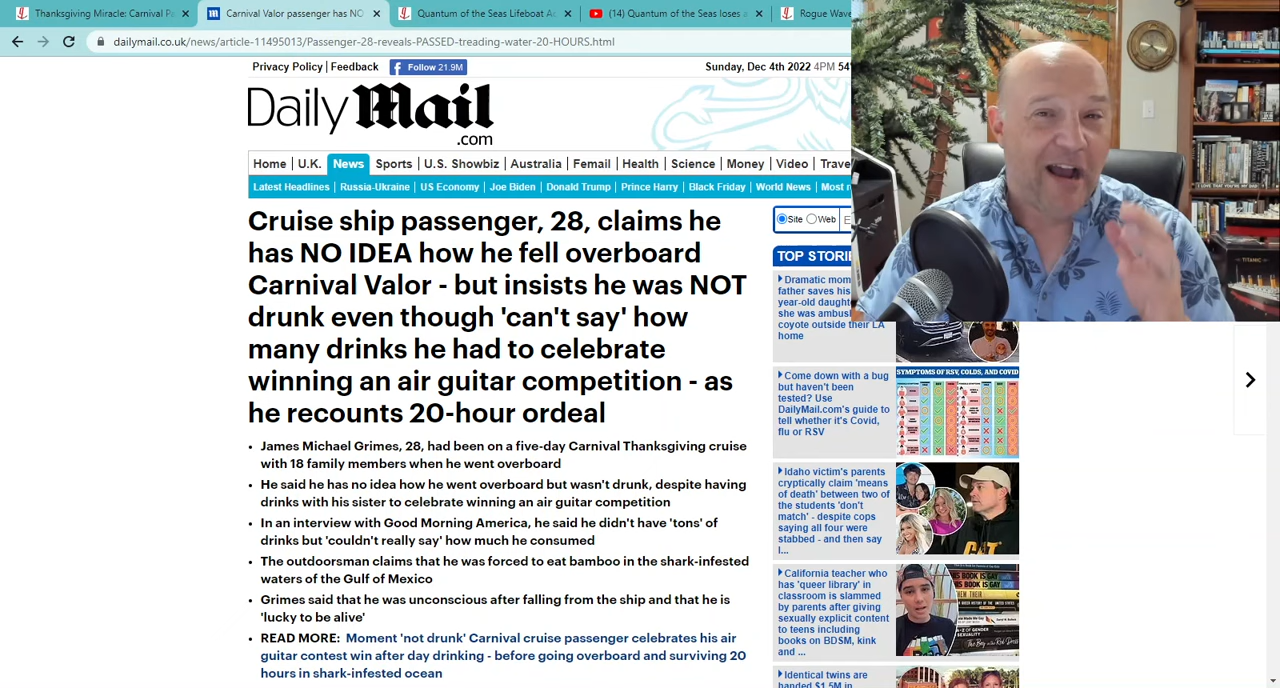 Thanksgiving Miracle: Carnival Pa
Carnival Valor passenger has NO
Quantum of the Seas Lifeboat Ac
(14) Quantum of the Seas loses a
Rogue Wave
dailymail.co.uk/news/article-11495013/Passenger-28-reveals-PASSED-treading-water-20-HOURS.html
Privacy Policy | Feedback
Follow 21.9M
Sunday, Dec 4th 2022 4PM 54°
Daily Mail
.com
Home | U.K. News Sports | U.S. Showbiz | Australia | Femail | Health | Science | Money | Video | Trave
Latest Headlines | Russia-Ukraine | US Economy | Joe Biden | Donald Trump | Prince Harry | Black Friday | World News | Most r
Cruise ship passenger, 28, claims he
has NO IDEA how he fell overboard
Carnival Valor - but insists he was NOT
drunk even though 'can't say' how
many drinks he had to celebrate
winning an air guitar competition - as
he recounts 20-hour ordeal
• James Michael Grimes, 28, had been on a five-day Carnival Thanksgiving cruise
with 18 family members when he went overboard
• He said he has no idea how he went overboard but wasn't drunk, despite having
drinks with his sister to celebrate winning an air guitar competition
• In an interview with Good Morning America, he said he didn't have 'tons' of
drinks but 'couldn't really say' how much he consumed
• The outdoorsman claims that he was forced to eat bamboo in the shark-infested
waters of the Gulf of Mexico
• James said that he was unconscious after falling from the ship and that he is
'lucky to be alive'
• READ MORE: Moment 'not drunk' Carnival cruise passenger celebrates his air
guitar contest win after day drinking - before going overboard and surviving 20
hours in shark-infested ocean
Site Web E
TOP STORI
Dramatic mom
father saves his
year-old daught
she was ambus
coyote outside their LA
home
Come down with a bug
but haven't been
tested? Use
DailyMail.com's guide to
tell whether it's Covid,
flu or RSV
SYMPTOMS OF RSV, COLDS, AND COVID
Idaho victim's parents
cryptically claim 'means
of death' between two of
the students 'don't
match' - despite cops
saying all four were
stabbed - and then say
I...
CAT
California teacher who
has 'queer library' in
classroom is slammed
by parents after giving
sexually explicit content
to teens including
books on BDSM, kink
and ...
THIS BOOK IS GAY
Identical twins are
handed $1.5M in
TITANIC